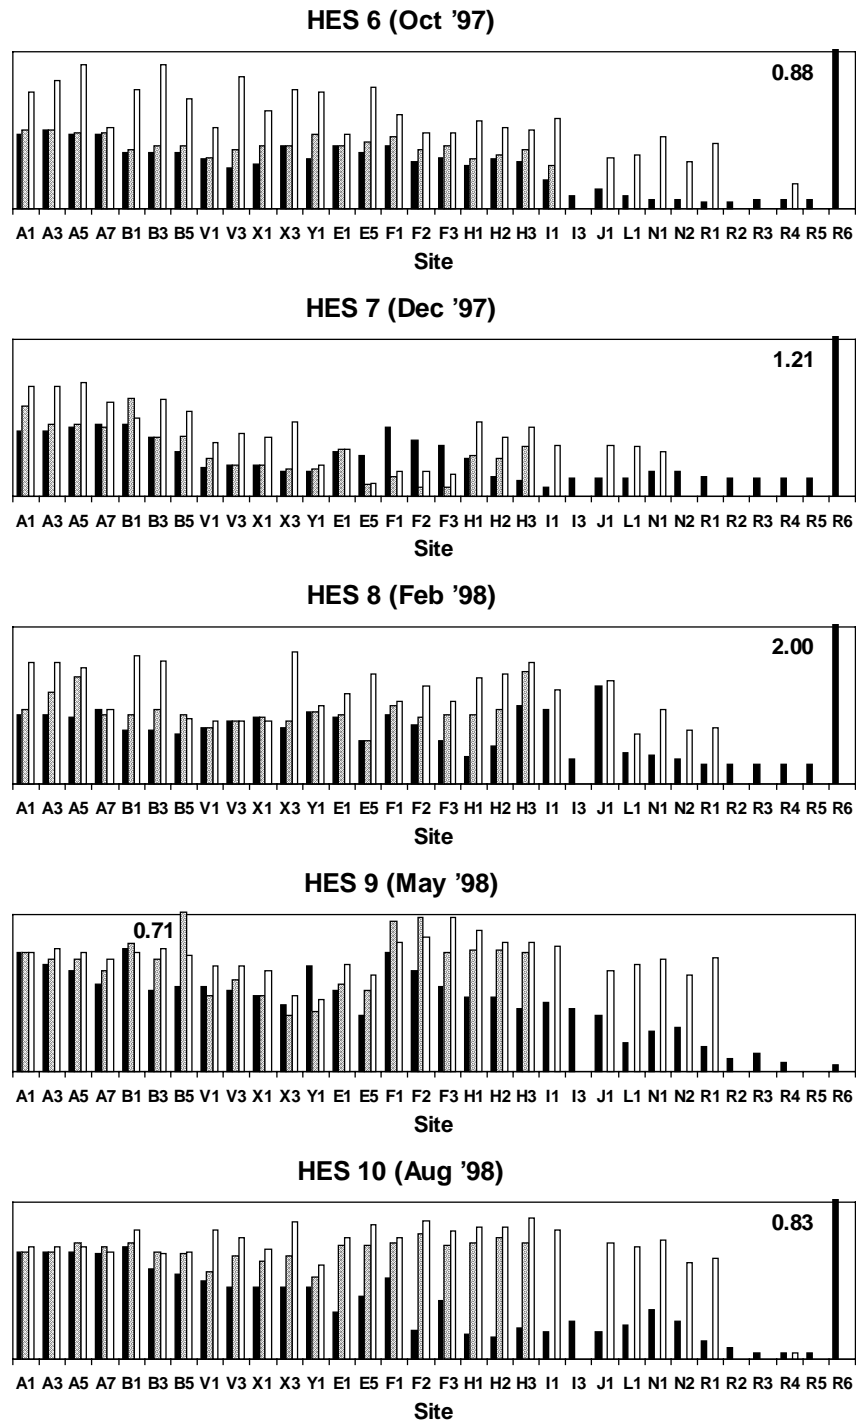 HES 6 (Oct '97)
0.88
A1 A3 A5 A7 B1 B3 B5 V1 V3 X1 X3 Y1 E1 E5 F1 F2 F3 H1 H2 H3 I1 I3 J1 L1 N1 N2 R1 R2 R3 R4 R5 R6
Site
HES 7 (Dec '97)
1.21
A1 A3 A5 A7 B1 B3 B5 V1 V3 X1 X3 Y1 E1 E5 F1 F2 F3 H1 H2 H3 I1 I3 J1 L1 N1 N2 R1 R2 R3 R4 R5 R6
Site
HES 8 (Feb '98)
2.00
A1 A3 A5 A7 B1 B3 B5 V1 V3 X1 X3 Y1 E1 E5 F1 F2 F3 H1 H2 H3 I1 I3 J1 L1 N1 N2 R1 R2 R3 R4 R5 R6
Site
HES 9 (May '98)
0.71
A1 A3 A5 A7 B1 B3 B5 V1 V3 X1 X3 Y1 E1 E5 F1 F2 F3 H1 H2 H3 I1 I3 J1 L1 N1 N2 R1 R2 R3 R4 R5 R6
Site
HES 10 (Aug '98)
0.83
A1 A3 A5 A7 B1 B3 B5 V1 V3 X1 X3 Y1 E1 E5 F1 F2 F3 H1 H2 H3 I1 I3 J1 L1 N1 N2 R1 R2 R3 R4 R5 R6
Site